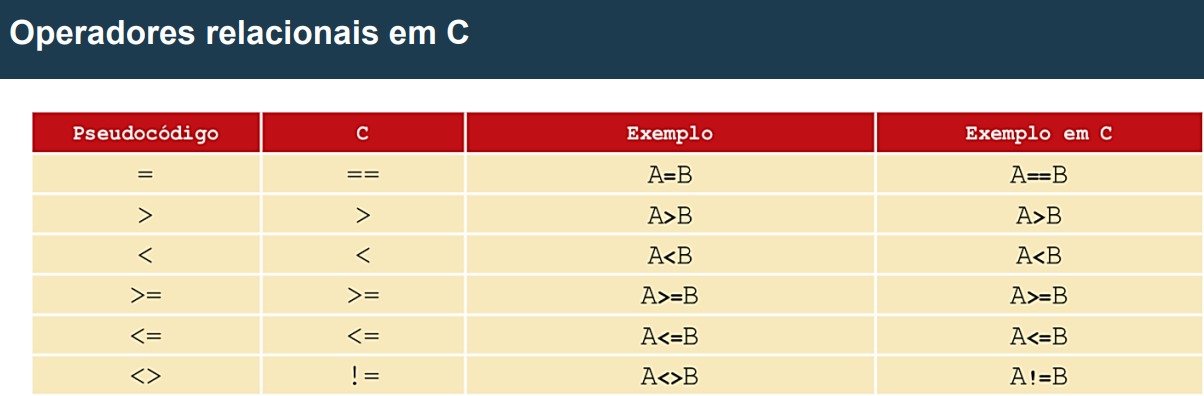 Operadores relacionais em C
Pseudocódigo C Exemplo Exemplo em C
= == A=B A==B
> > A>B A>B
< < A<B A<B
>= >= A>=B A>=B
<= <= A<=B A<=B
<> != A<>B A!=B